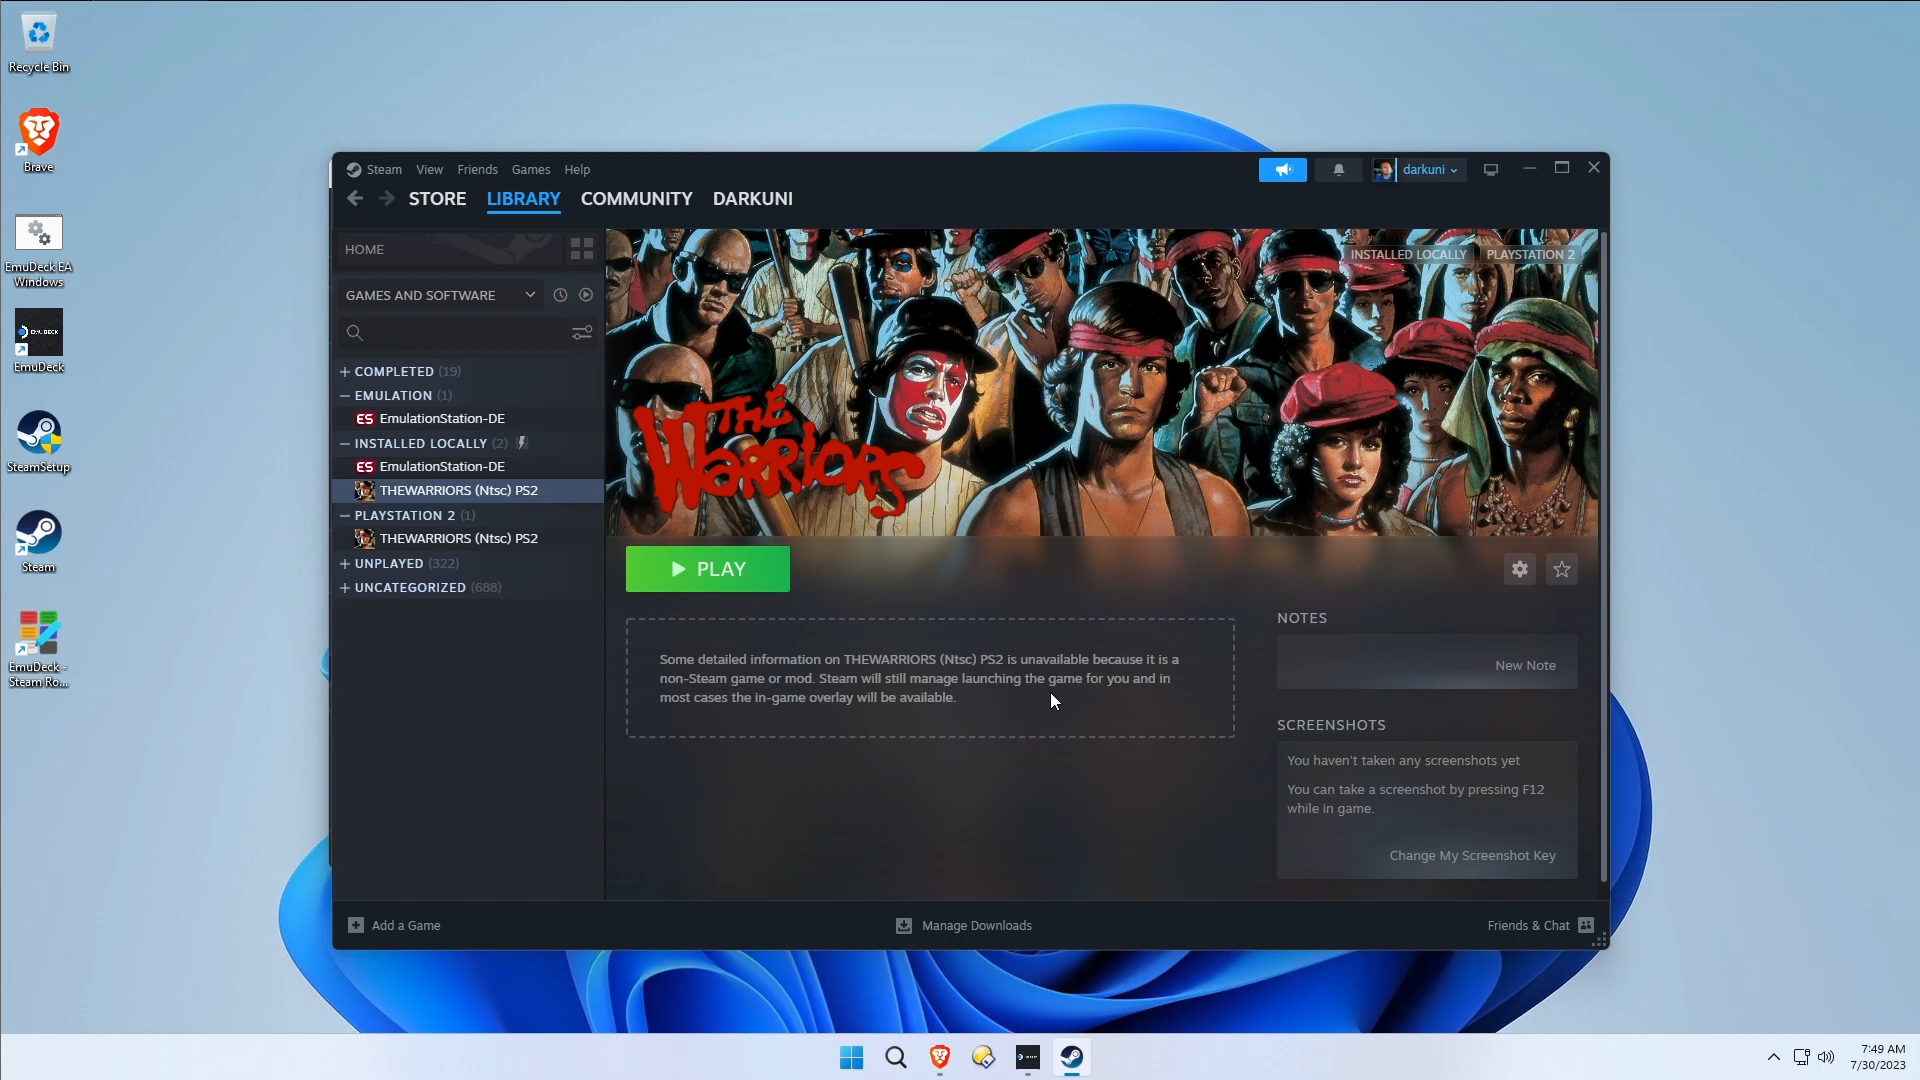 Recycle Bin
Brave
EmuDeck EA
Windows
EmuDeck
SteamSetup
Steam
EmuDeck -
Steam Ro...
Steam View Friends Games Help
darkuni
STORE LIBRARY COMMUNITY DARKUNI
HOME
GAMES AND SOFTWARE
+ COMPLETED (19)
— EMULATION (1)
ES EmulationStation-DE
— INSTALLED LOCALLY (2)
ES EmulationStation-DE
THEWARRIORS (Ntsc) PS2
— PLAYSTATION 2 (1)
THEWARRIORS (Ntsc) PS2
+ UNPLAYED (322)
+ UNCATEGORIZED (688)
INSTALLED LOCALLY PLAYSTATION 2
THE
WARRIORS
PLAY
Some detailed information on THEWARRIORS (Ntsc) PS2 is unavailable because it is a
non-Steam game or mod. Steam will still manage launching the game for you and in
most cases the in-game overlay will be available.
NOTES
New Note
SCREENSHOTS
You haven't taken any screenshots yet
You can take a screenshot by pressing F12
while in game.
Change My Screenshot Key
Add a Game
Manage Downloads
Friends & Chat
7:49 AM
7/30/2023